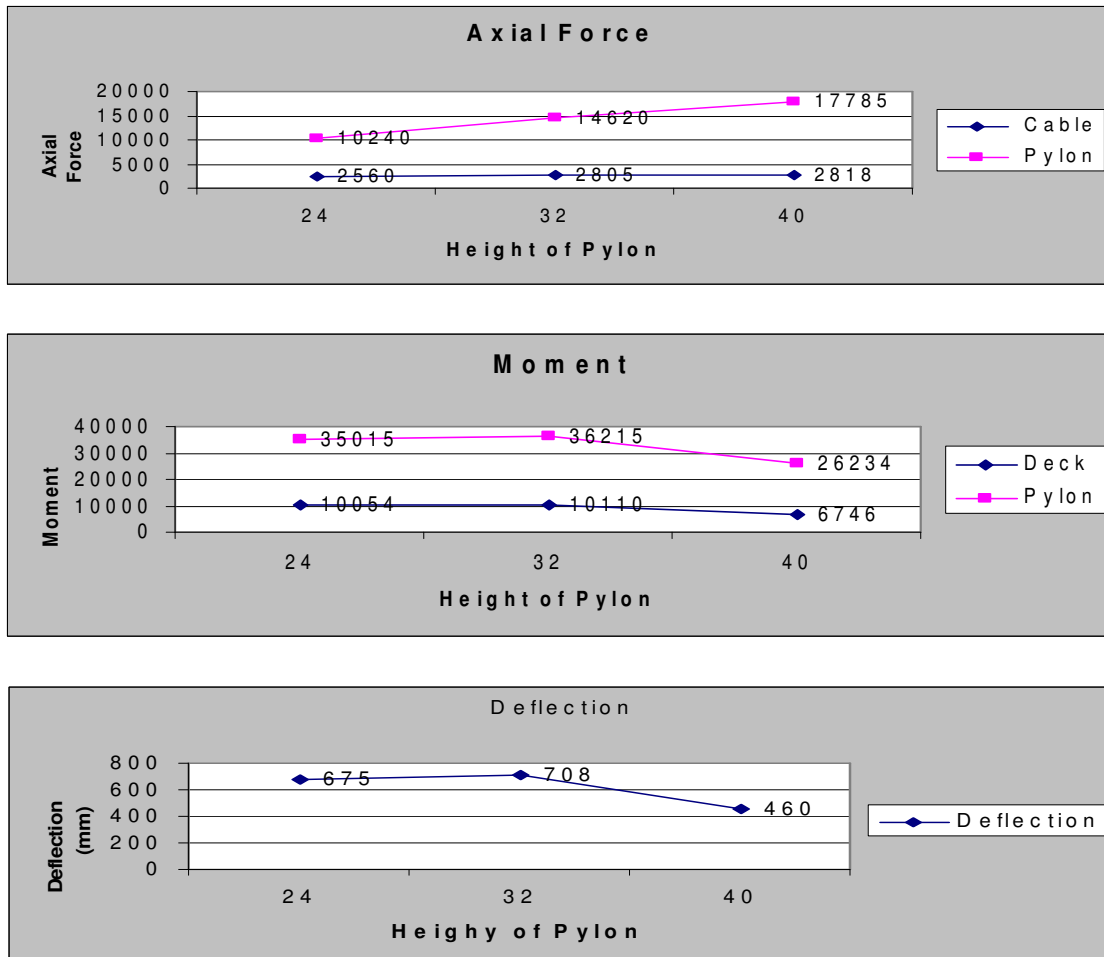 Axial Force
20000
15000
10000
5000
0
Axial
Force
10240
14620
17785
2560
2805
2818
24
32
40
Height of Pylon
Cable
Pylon
Moment
40000
30000
20000
10000
0
Moment
35015
36215
26234
10054
10110
6746
24
32
40
Height of Pylon
Deck
Pylon
Deflection
800
600
400
200
0
Deflection
(mm)
675
708
460
24
32
40
Heighy of Pylon
Deflection